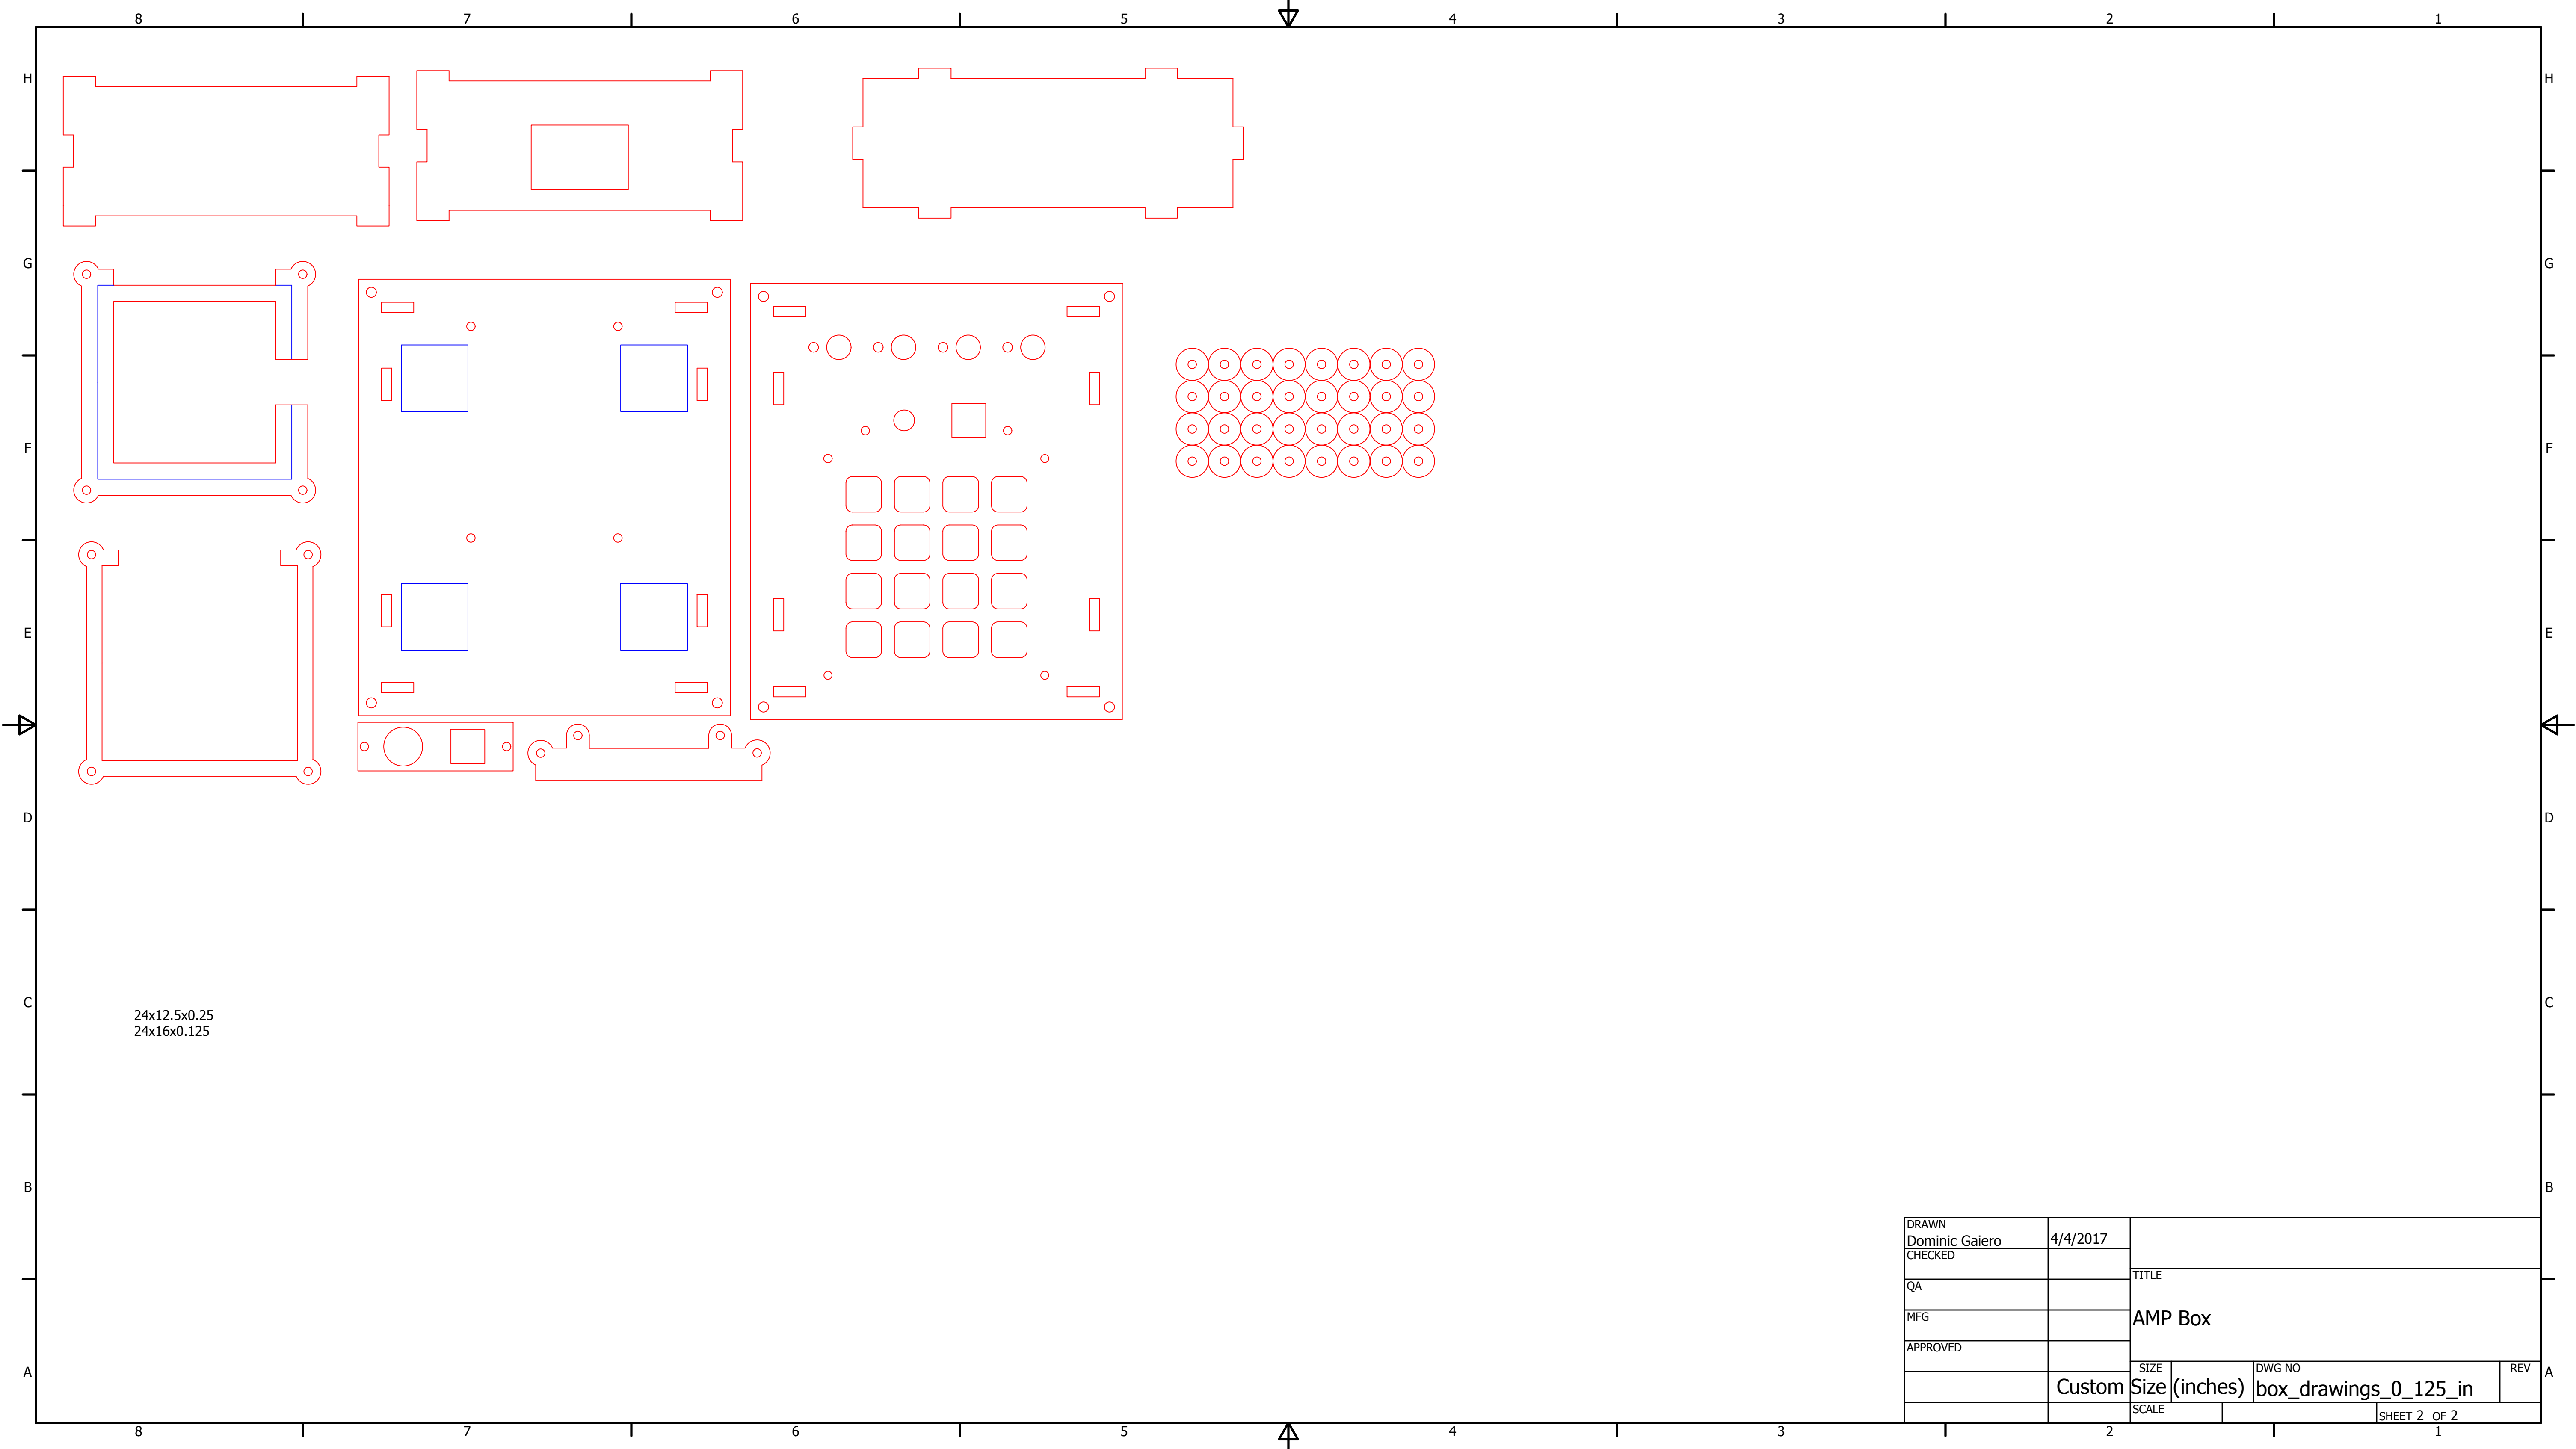 8 7 6 5 4 3 2 1
H H
G G
F F
E E
D D
C C
24x12.5x0.25
24x16x0.125
B B
DRAWN
Dominic Gaiero 4/4/2017
CHECKED
TITLE
QA
MFG
AMP Box
APPROVED
A A
SIZE DWG NO REV
Custom Size (inches) box_drawings_0_125_in
SCALE
SHEET 2 OF 2
8 7 6 5 4 3 2 1